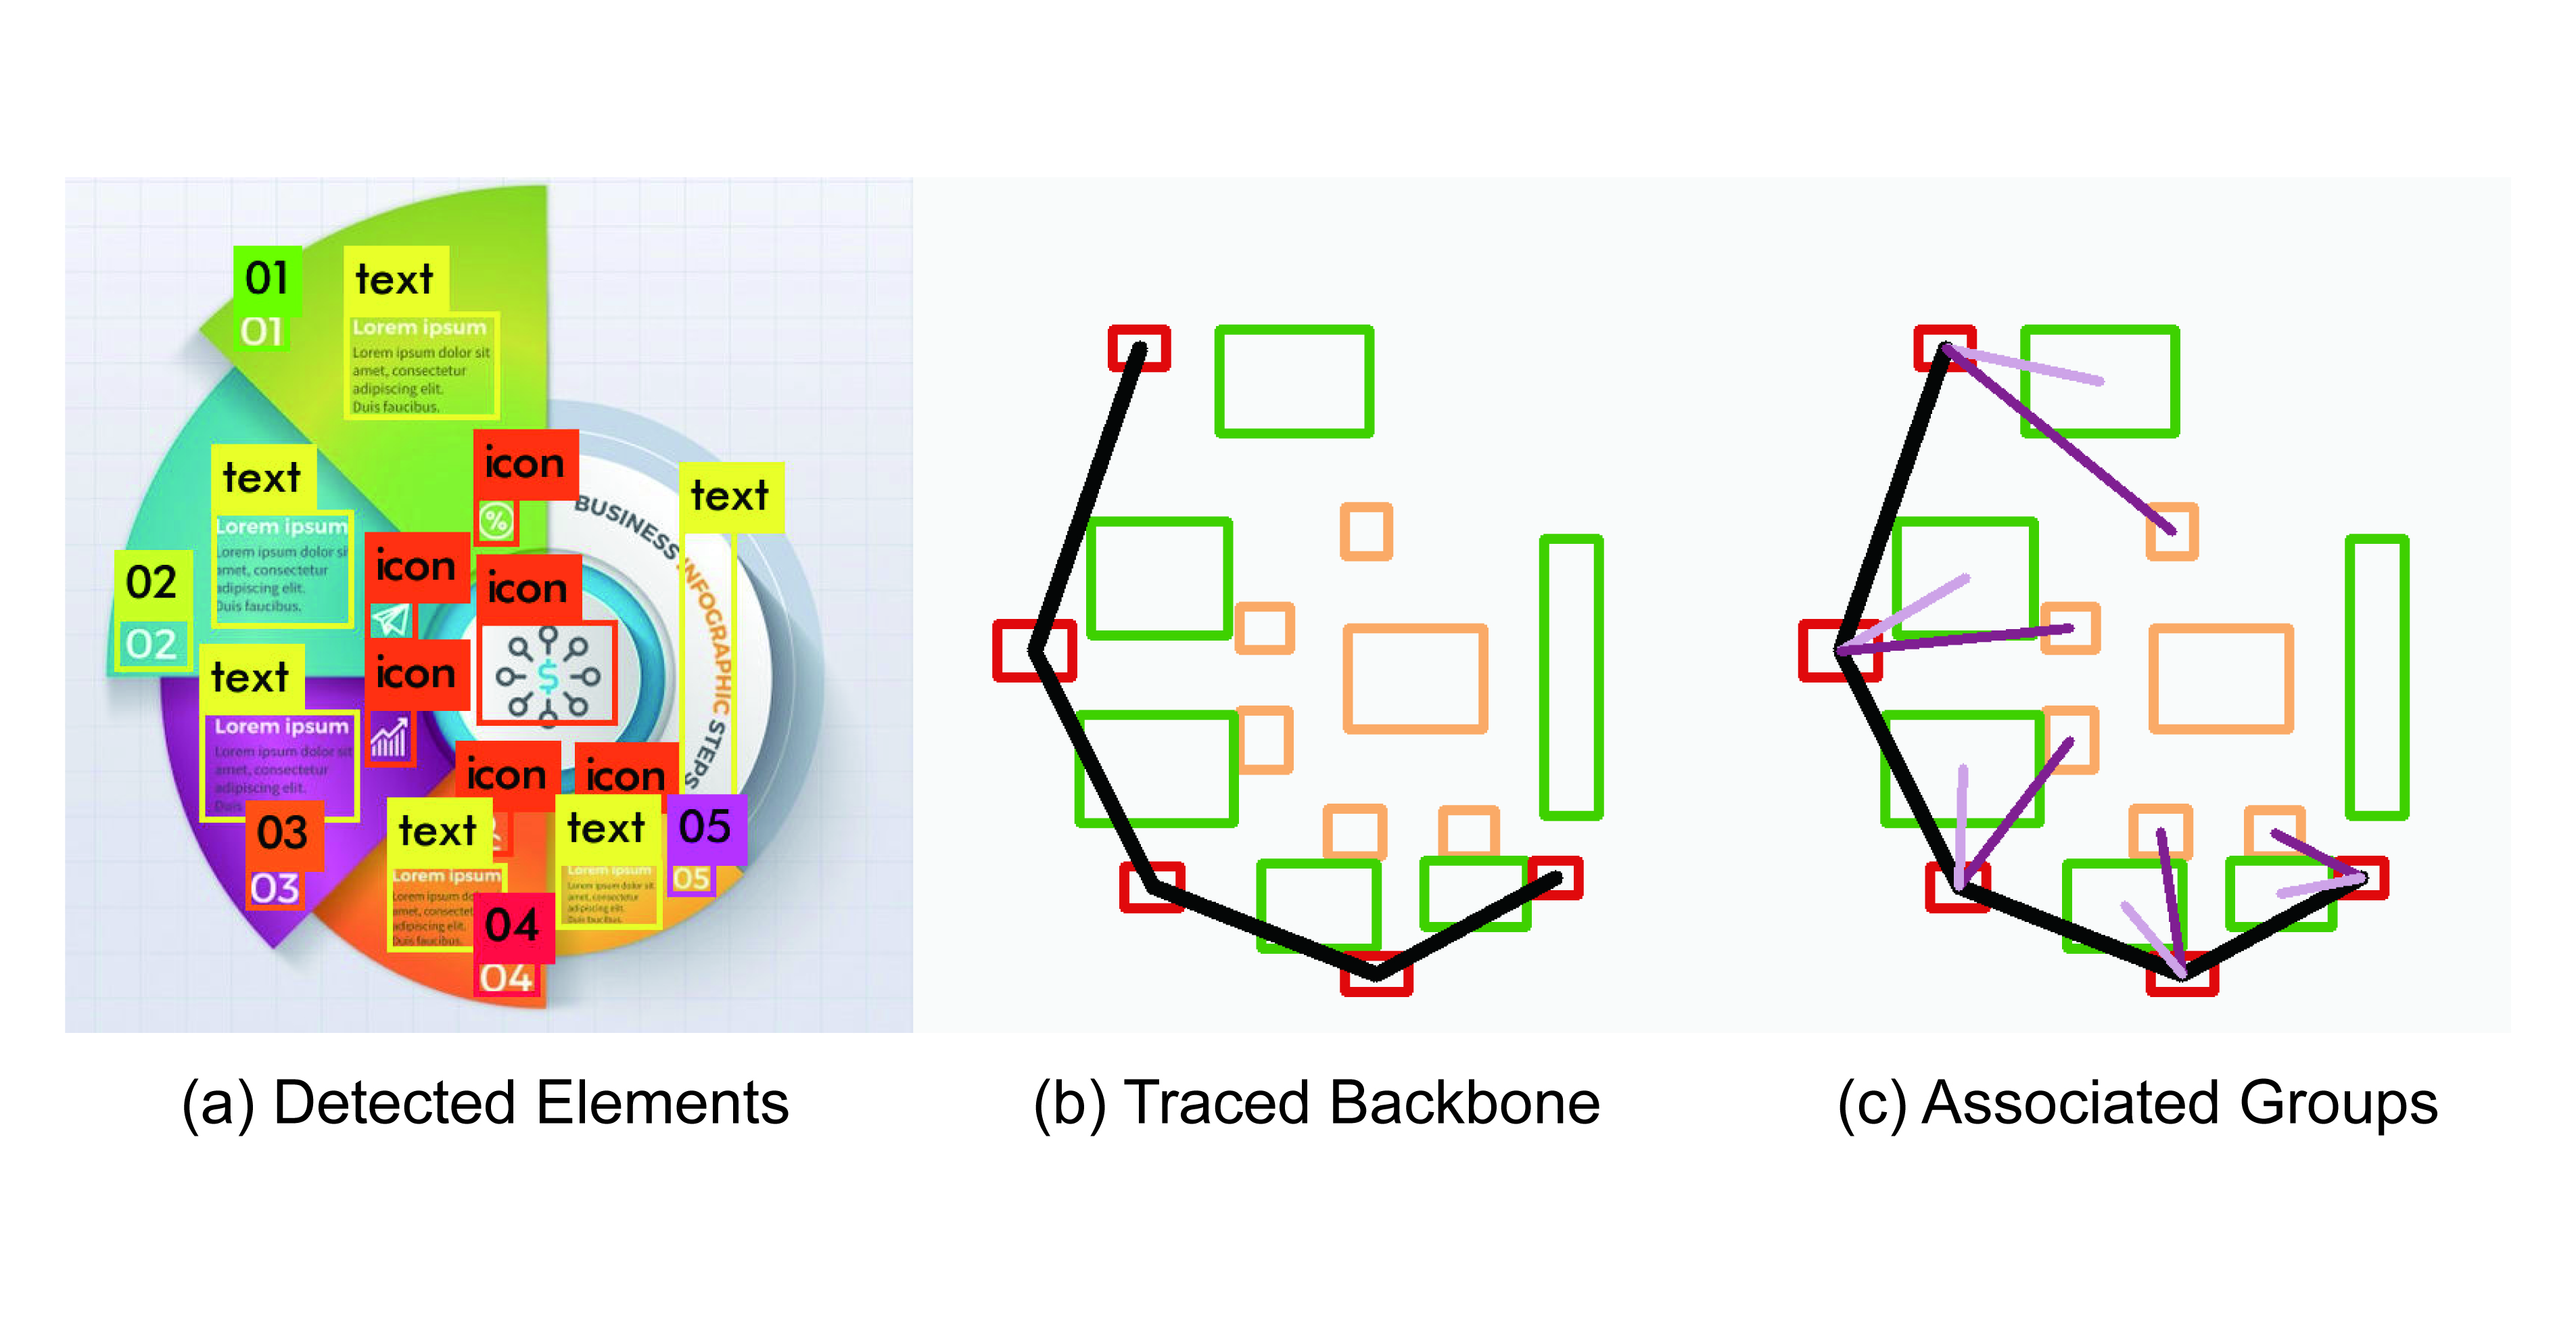 01
text
01
Lorem ipsum
Lorem ipsum dolor sit
amet, consectetur
adipiscing elit.
Duis faucibus.
icon
text
text
BUSINESS INFOGRAPHIC STEPS
Lorem ipsum
Lorem ipsum dolor si
amet, consectetur
adipiscing elit.
Duis faucibus.
icon
icon
%
02
02
$
text
icon
Lorem ipsum
Lorem ipsum dolor sit
amet, consectetur
adipiscing elit.
Duis
icon
icon
03
03
text
text
05
05
Lorem ipsum
Lorem ipsum do
amet, consectet
adipiscing elit.
Duis faucibus.
Lorem ipsum
Lorem ipsum dolor sit
amet, consectetur
adipiscing elit.
Duis faucibus.
04
04
(a) Detected Elements
(b) Traced Backbone
(c) Associated Groups